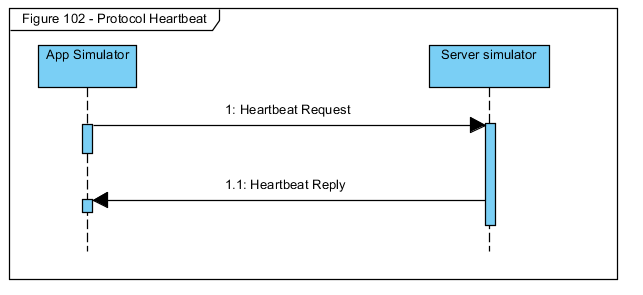 Figure 102 - Protocol Heartbeat
App Simulator
Server simulator
1: Heartbeat Request
1.1: Heartbeat Reply